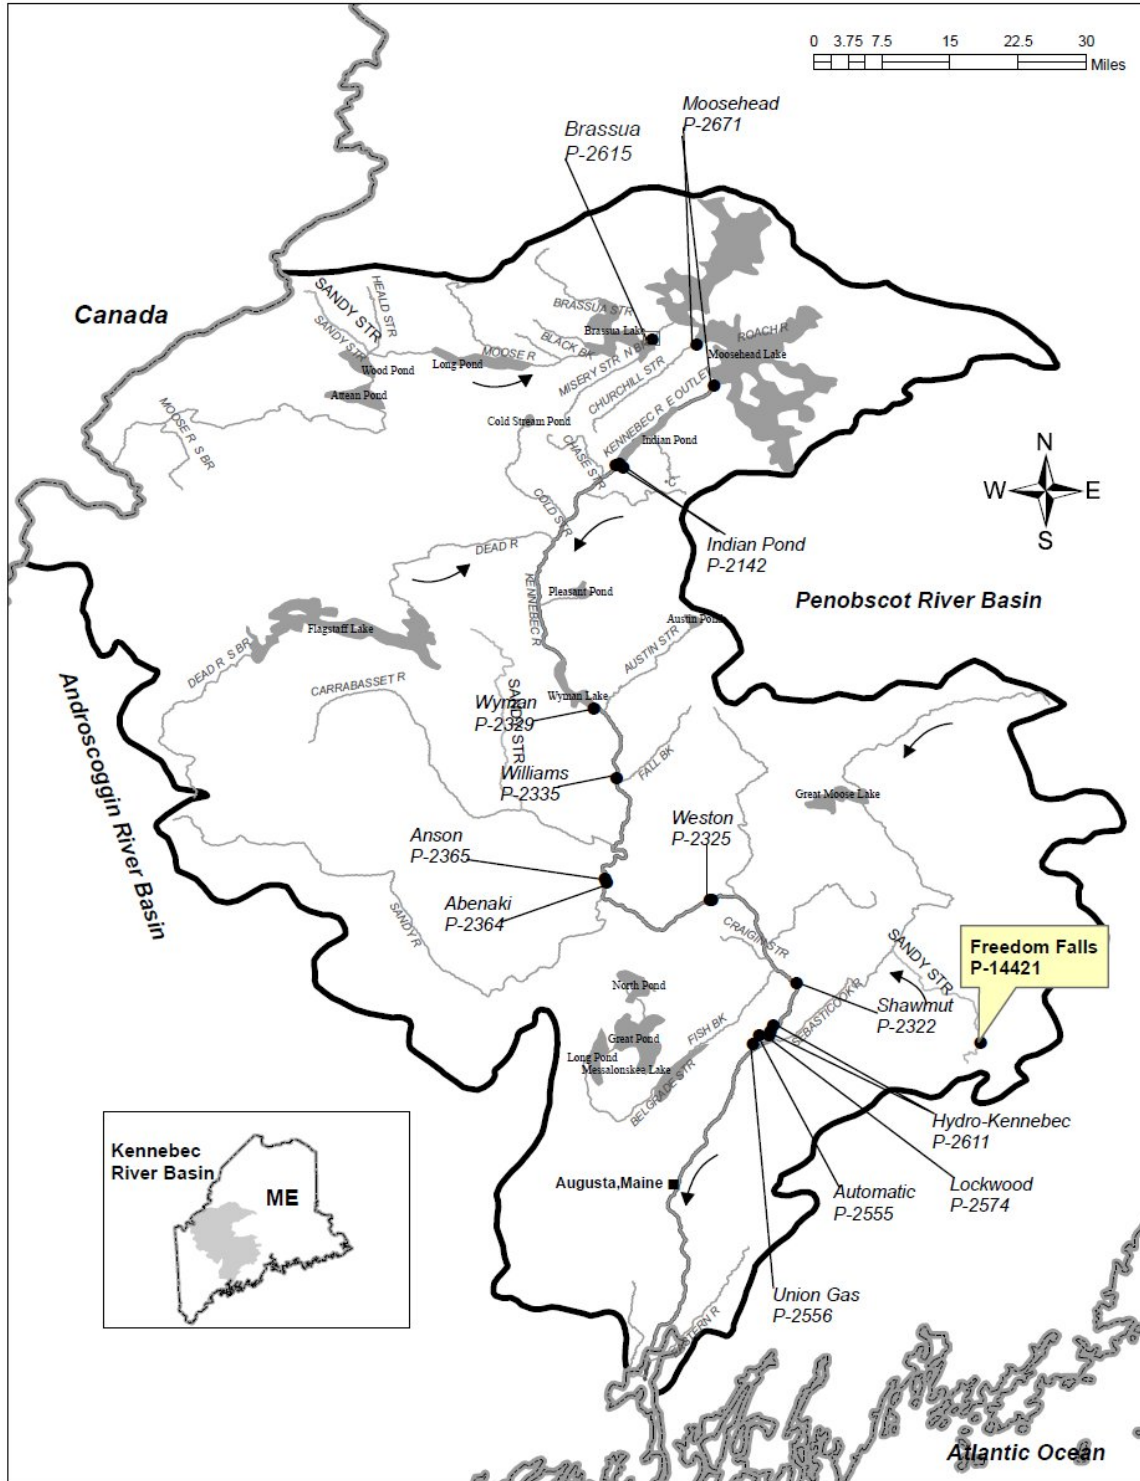 0 3.75 7.5 15 22.5 30
Miles
Moosehead
P-2671
Brassua
P-2615
Canada
SANDY STR
HEALD STR
SANDY STR
BRASSUA STR
Brassua Lake
BLACK BK
MOOSE R
Long Pond
Wood Pond
Attean Pond
MISERY STR N BR
CHURCHILL STR
ROACH R
Moosehead Lake
MOOSE R S BR
Cold Stream Pond
KENNEBEC R E OUTLET
Indian Pond
CHASE STR
COLD STR
N
W E
S
Indian Pond
P-2142
DEAD R
KENNEBEC R
Pleasant Pond
Penobscot River Basin
Austin Pond
AUSTIN STR
Flagstaff Lake
DEAD R S BR
CARRABASSET R
Androscoggin River Basin
SANDY STR
Wyman Lake
Wyman
P-2329
Williams
P-2335
FALL BK
Great Moose Lake
Weston
P-2325
Anson
P-2365
Abenaki
P-2364
SANDY R
CRAIGIN STR
SANDY STR
Freedom Falls
P-14421
North Pond
Shawmut
P-2322
SEBASTICOOK R
FISH BK
Great Pond
Long Pond
Messalonskee Lake
BELGRADE STR
Hydro-Kennebec
P-2611
Kennebec
River Basin
ME
Augusta,Maine
Automatic
P-2555
Lockwood
P-2574
Union Gas
P-2556
EASTERN R
Atlantic Ocean